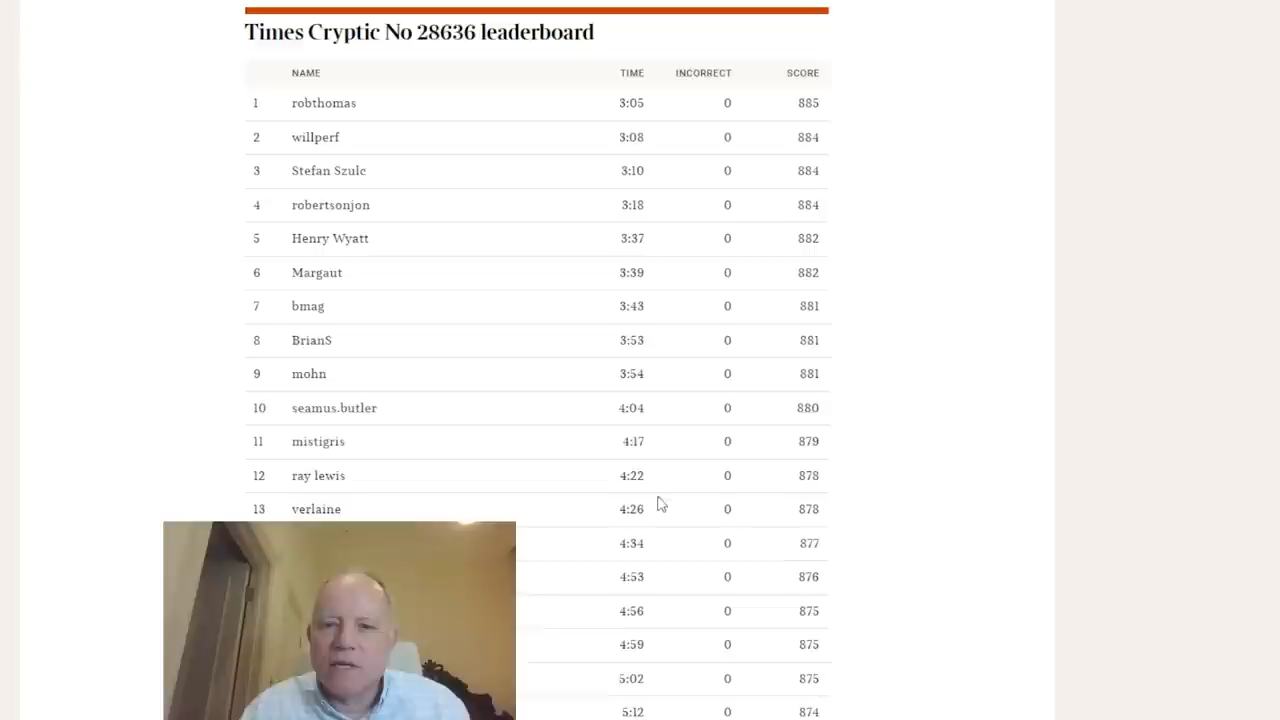 Times Cryptic No 28636 leaderboard
NAME TIME INCORRECT SCORE
1 robthomas 3:05 0 885
2 willperf 3:08 0 884
3 Stefan Szulc 3:10 0 884
4 robertsonjon 3:18 0 884
5 Henry Wyatt 3:37 0 882
6 Margaut 3:39 0 882
7 bmag 3:43 0 881
8 BrianS 3:53 0 881
9 mohn 3:54 0 881
10 seamus.butler 4:04 0 880
11 mistigris 4:17 0 879
12 ray lewis 4:22 0 878
13 verlaine 4:26 0 878
4:34 0 877
4:53 0 876
4:56 0 875
4:59 0 875
5:02 0 875
5:12 0 874